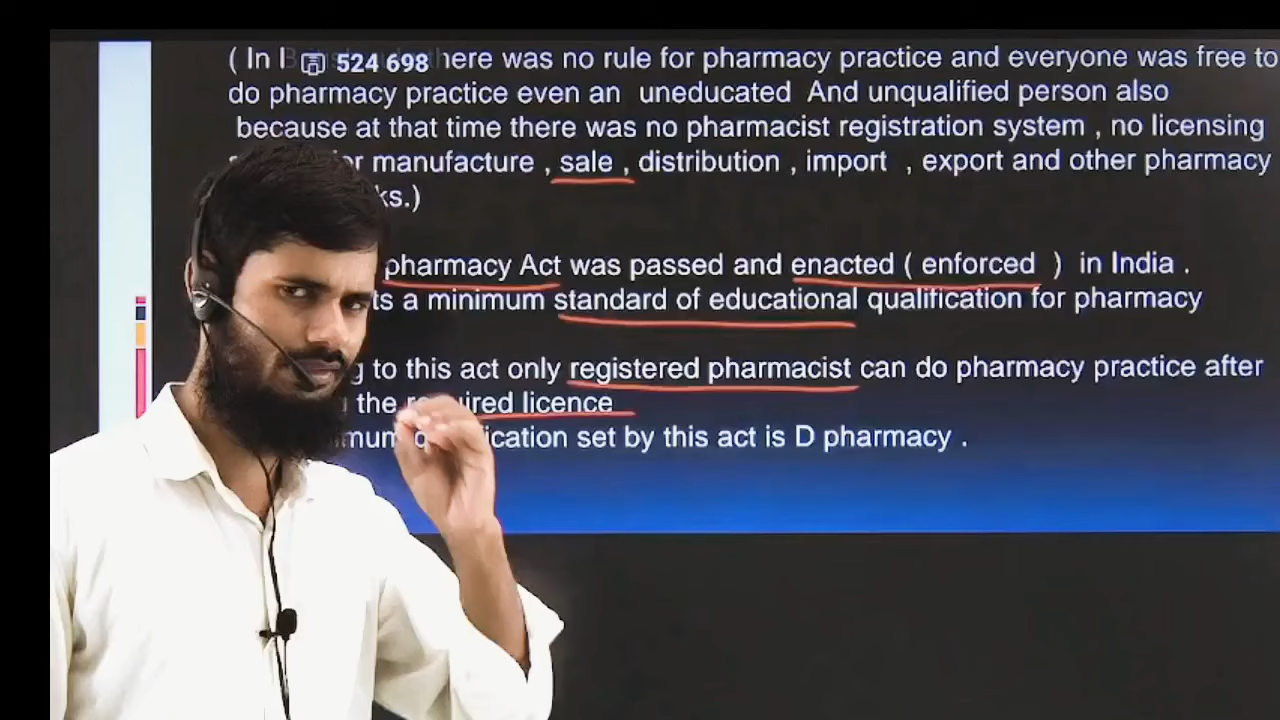 ( In 524 698 here was no rule for pharmacy practice and everyone was free to
do pharmacy practice even an uneducated And unqualified person also
because at that time there was no pharmacist registration system , no licensing
manufacture , sale , distribution , import , export and other pharmacy
ks.)
pharmacy Act was passed and enacted ( enforced ) in India .
ts a minimum standard of educational qualification for pharmacy
g to this act only registered pharmacist can do pharmacy practice after
the required licence
set by this act is D pharmacy .